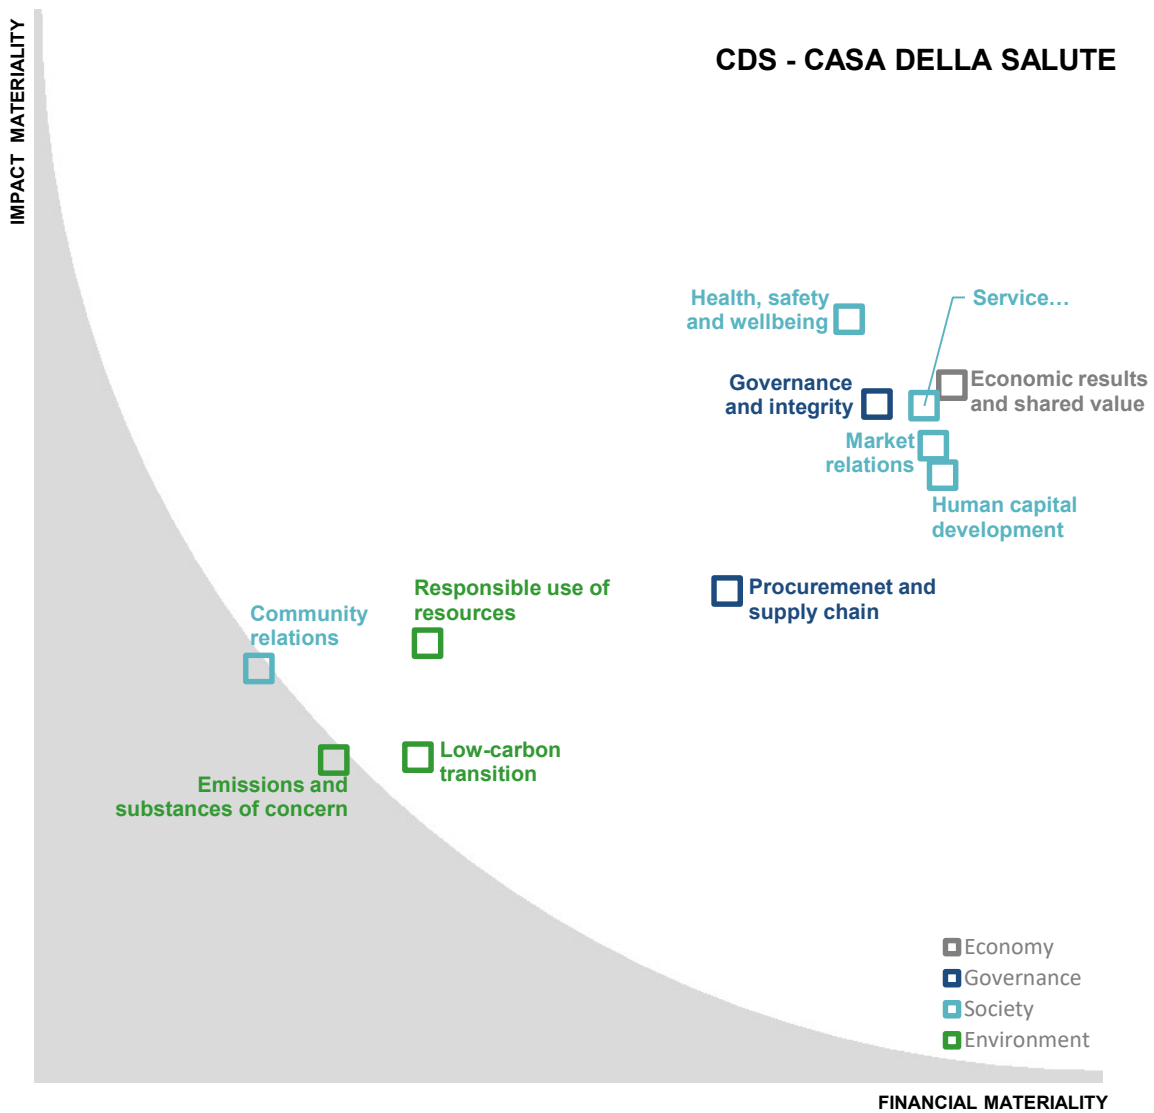 IMPACT MATERIALITY
CDS - CASA DELLA SALUTE
Health, safety
and wellbeing
Service…
Governance
and integrity
Economic results
and shared value
Market
relations
Human capital
development
Responsible use of
resources
Procuremenet and
supply chain
Community
relations
Low-carbon
transition
Emissions and
substances of concern
Economy
Governance
Society
Environment
FINANCIAL MATERIALITY